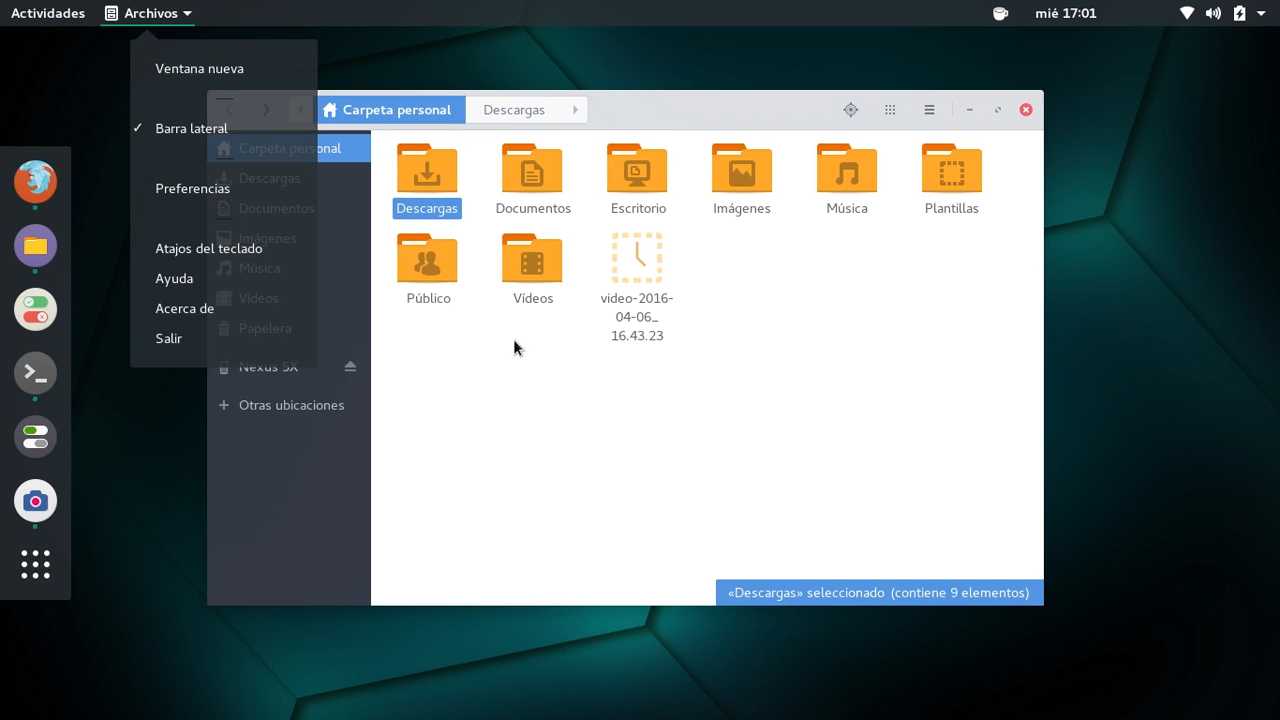 Actividades
Archivos
mié 17:01
Ventana nueva
Barra lateral
Preferencias
Atajos del teclado
Ayuda
Acerca de
Salir
Carpeta personal
Descargas
Carpeta personal
Descargas
Documentos
Imágenes
Música
Vídeos
Papelera
Nexus 5X
Otras ubicaciones
Descargas
Documentos
Escritorio
Imágenes
Música
Plantillas
Público
Vídeos
video-2016-
04-06_
16.43.23
«Descargas» seleccionado (contiene 9 elementos)